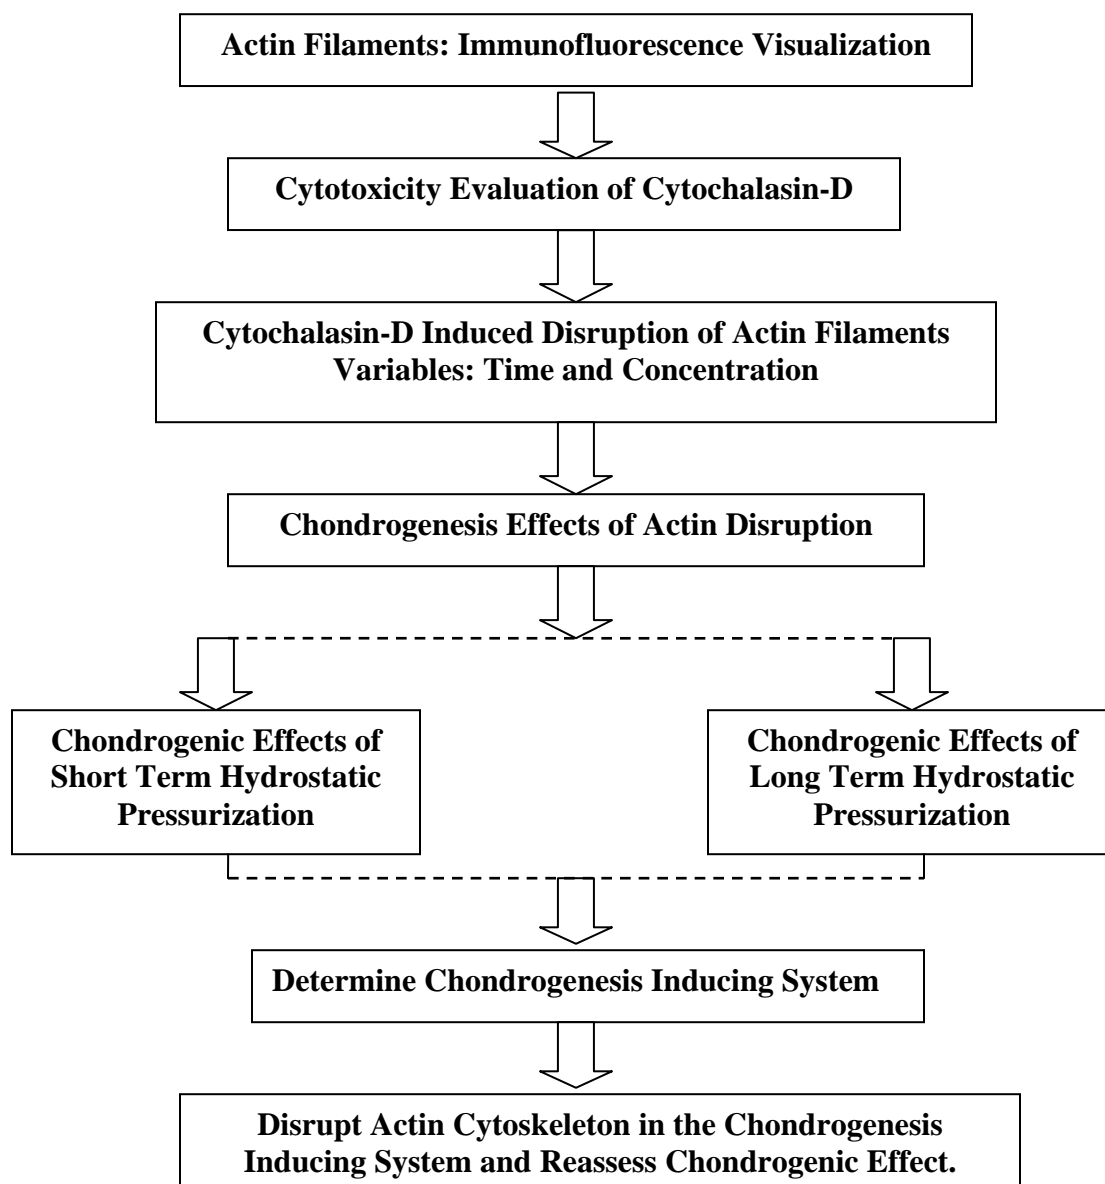 Actin Filaments: Immunofluorescence Visualization
Cytotoxicity Evaluation of Cytochalasin-D
Cytochalasin-D Induced Disruption of Actin Filaments
Variables: Time and Concentration
Chondrogenesis Effects of Actin Disruption
Chondrogenic Effects of
Short Term Hydrostatic
Pressurization
Chondrogenic Effects of
Long Term Hydrostatic
Pressurization
Determine Chondrogenesis Inducing System
Disrupt Actin Cytoskeleton in the Chondrogenesis
Inducing System and Reassess Chondrogenic Effect.